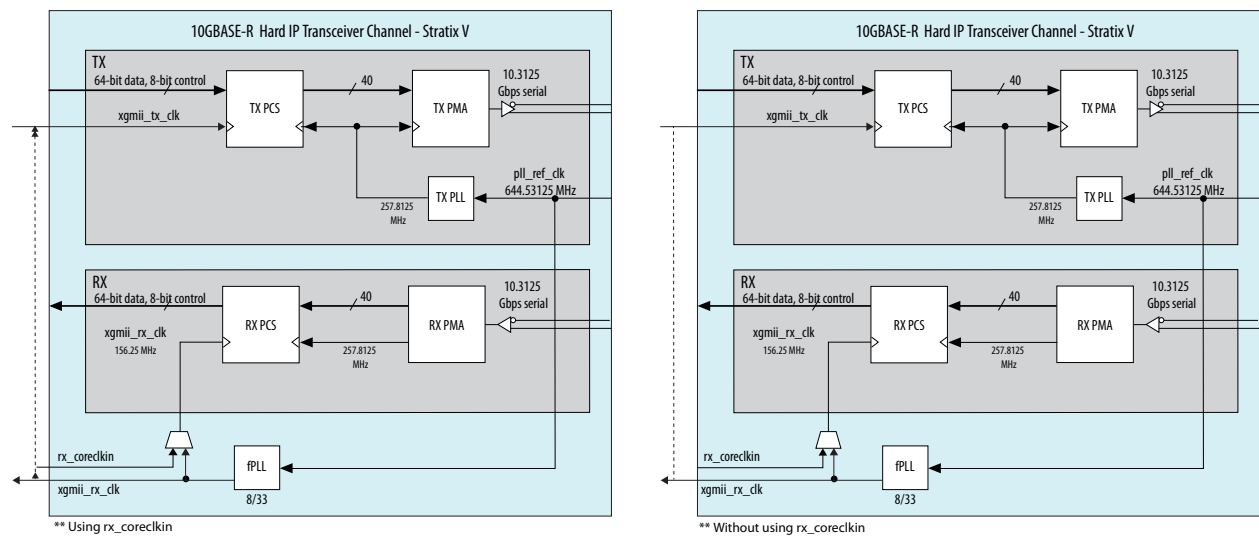 10GBASE-R Hard IP Transceiver Channel - Stratix V
TX
64-bit data, 8-bit control
40
10.3125
Gbps serial
TX PCS
TX PMA
xgmii_tx_clk
pll_ref_clk
644.53125 MHz
TX PLL
257.8125
MHz
RX
64-bit data, 8-bit control
40
10.3125
Gbps serial
RX PCS
RX PMA
xgmii_rx_clk
156.25 MHz
257.8125
MHz
rx_coreclkin
fPLL
xgmii_rx_clk
8/33
** Using rx_coreclkin
10GBASE-R Hard IP Transceiver Channel - Stratix V
TX
64-bit data, 8-bit control
40
10.3125
Gbps serial
TX PCS
TX PMA
xgmii_tx_clk
pll_ref_clk
644.53125 MHz
TX PLL
257.8125
MHz
RX
64-bit data, 8-bit control
40
10.3125
Gbps serial
RX PCS
RX PMA
xgmii_rx_clk
156.25 MHz
257.8125
MHz
rx_coreclkin
fPLL
xgmii_rx_clk
8/33
** Without using rx_coreclkin